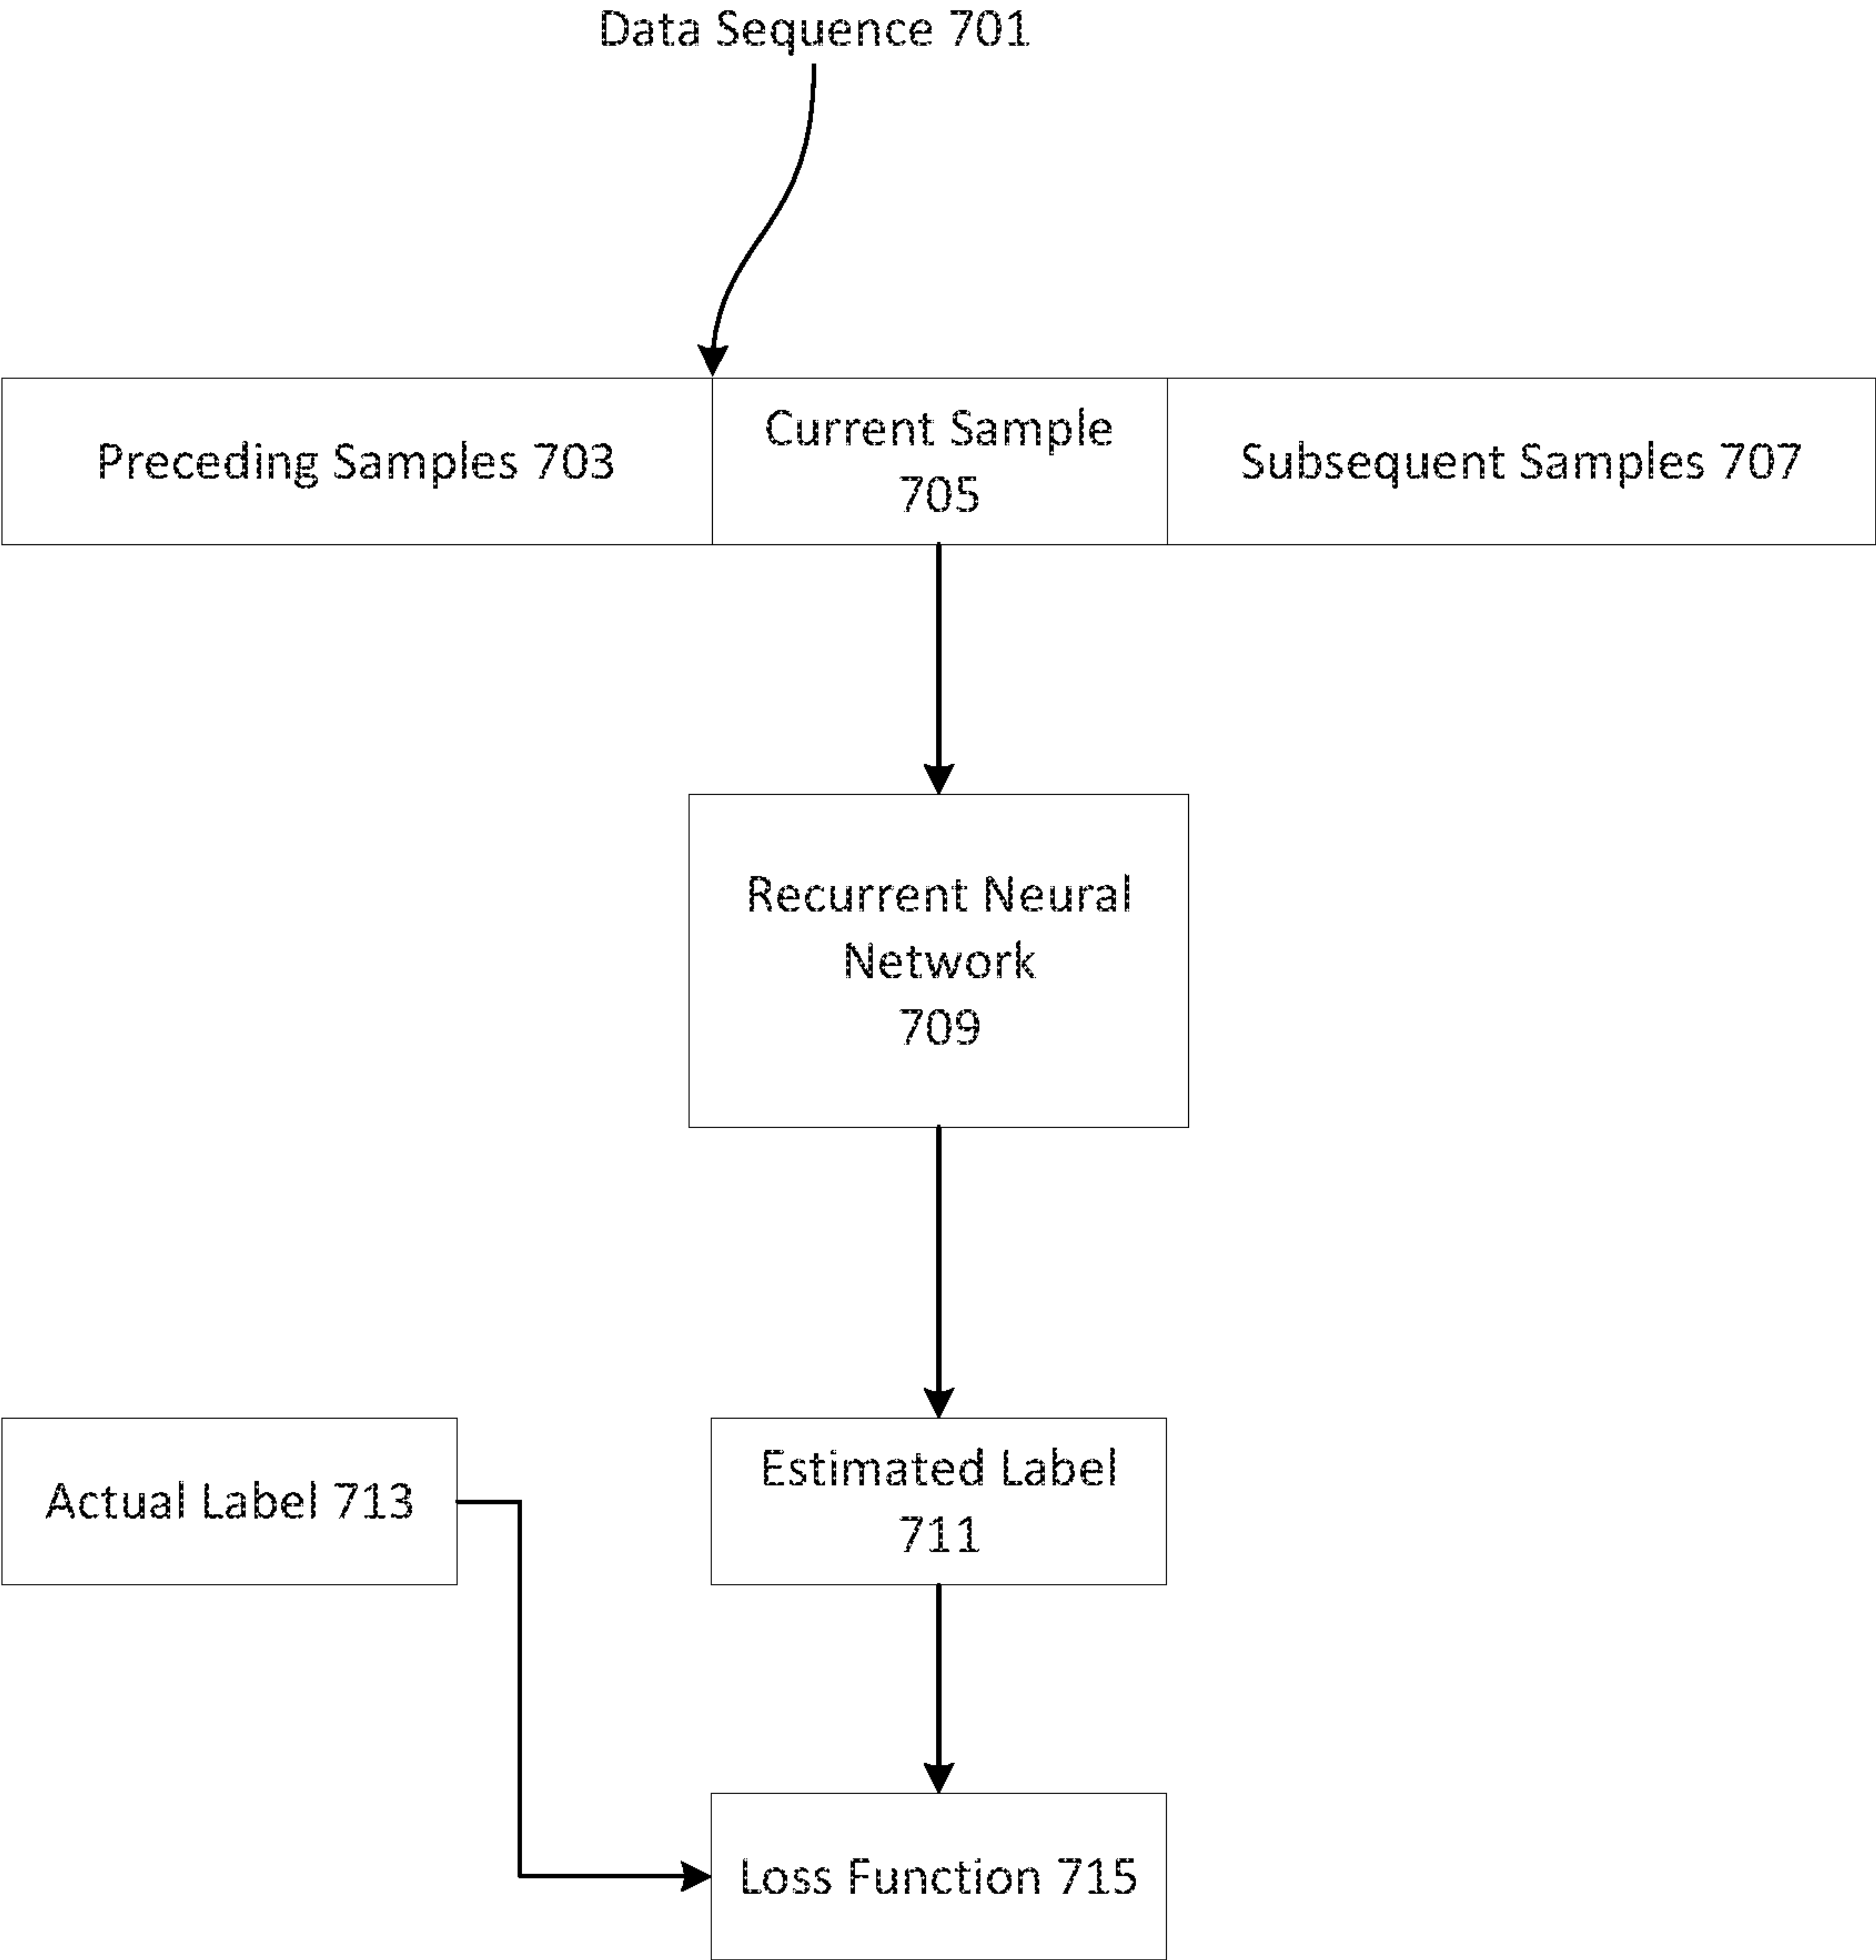 Data Sequence 701
Preceding Samples 703
Current Sample
705
Subsequent Samples 707
Recurrent Neural
Network
709
Actual Label 713
Estimated Label
711
Loss Function 715